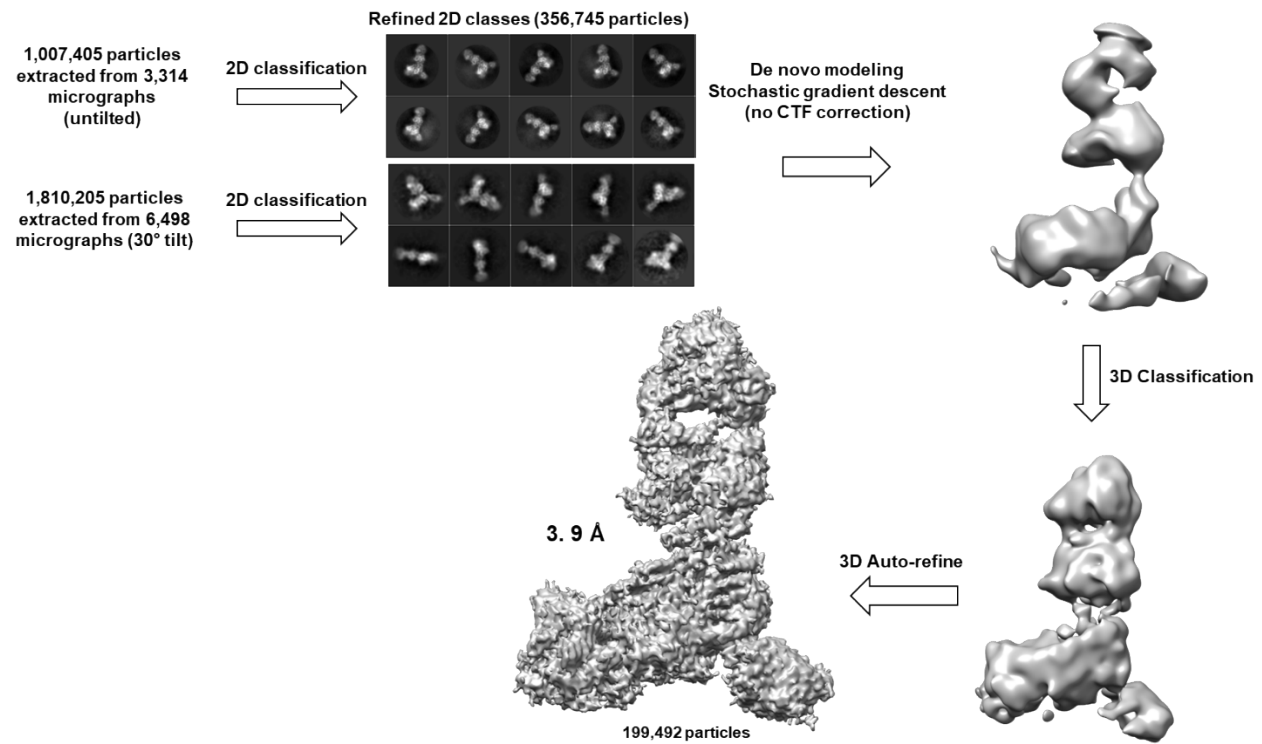 Refined 2D classes (356,745 particles)
1,007,405 particles
extracted from 3,314
micrographs
(untilted)
2D classification
De novo modeling
Stochastic gradient descent
(no CTF correction)
1,810,205 particles
extracted from 6,498
micrographs (30° tilt)
2D classification
3D Classification
3. 9 Å
3D Auto-refine
199,492 particles